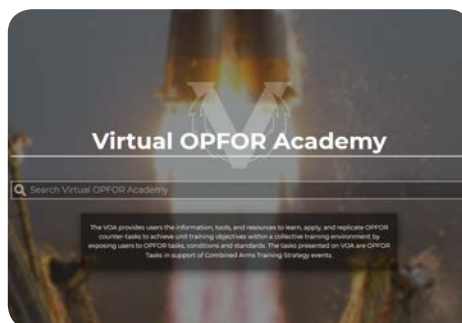 Virtual OPFOR Academy
Search Virtual OPFOR Academy
The VOA provides users the information, tools, and resources to learn, apply, and replicate OPFOR
counter-tasks to achieve unit training objectives within a collective training environment by
exposing users to OPFOR tasks, conditions and standards. The tasks presented on VOA are OPFOR
Tasks in support of Combined Arms Training Strategy events.